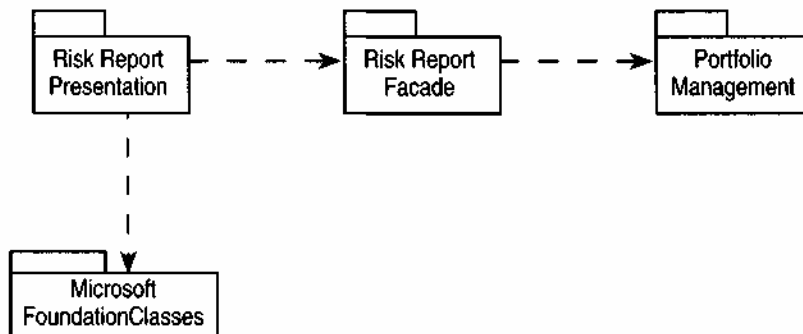 Risk Report
Presentation
Risk Report
Facade
Portfolio
Management
Microsoft
FoundationClasses